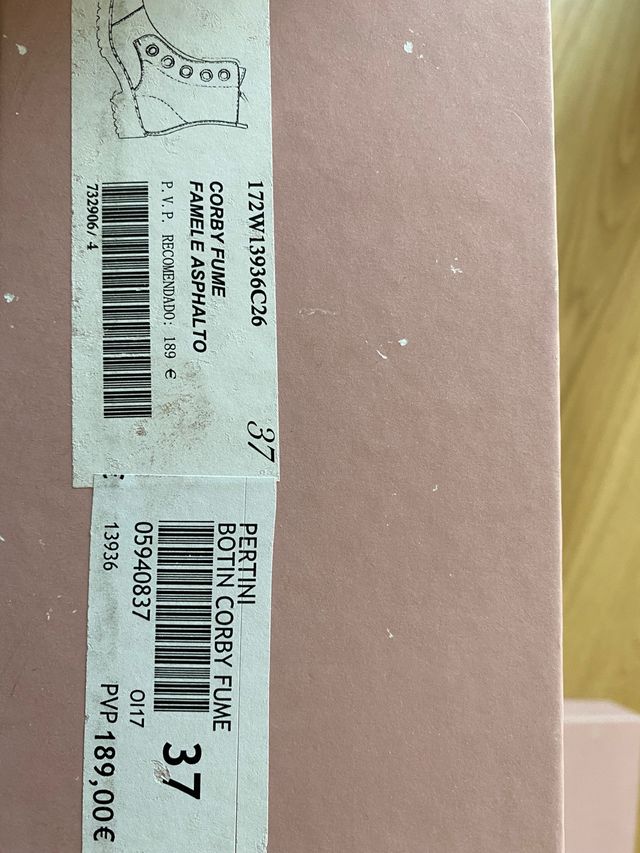 172W13936C26
CORBY FUME
FAMELE ASPHALTO
P.V.P. RECOMENDADO: 189 €
732906/ 4
37
PERTINI
BOTIN CORBY FUME
37
05940837
OI17
13936
PVP 189,00€